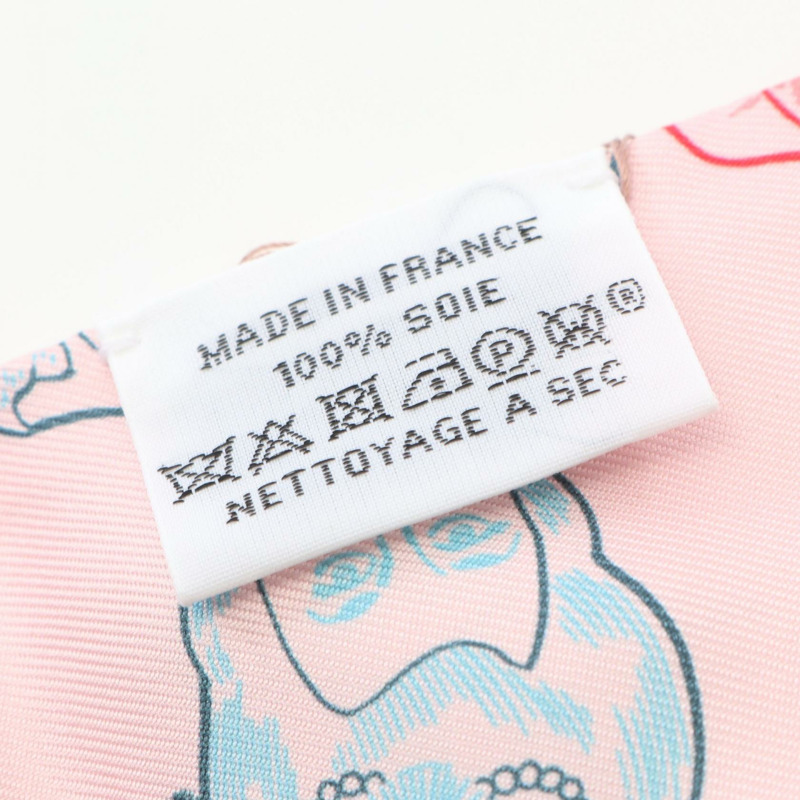 MADE IN FRANCE
100% SOIE
P W ®
NETTOYAGE A SEC